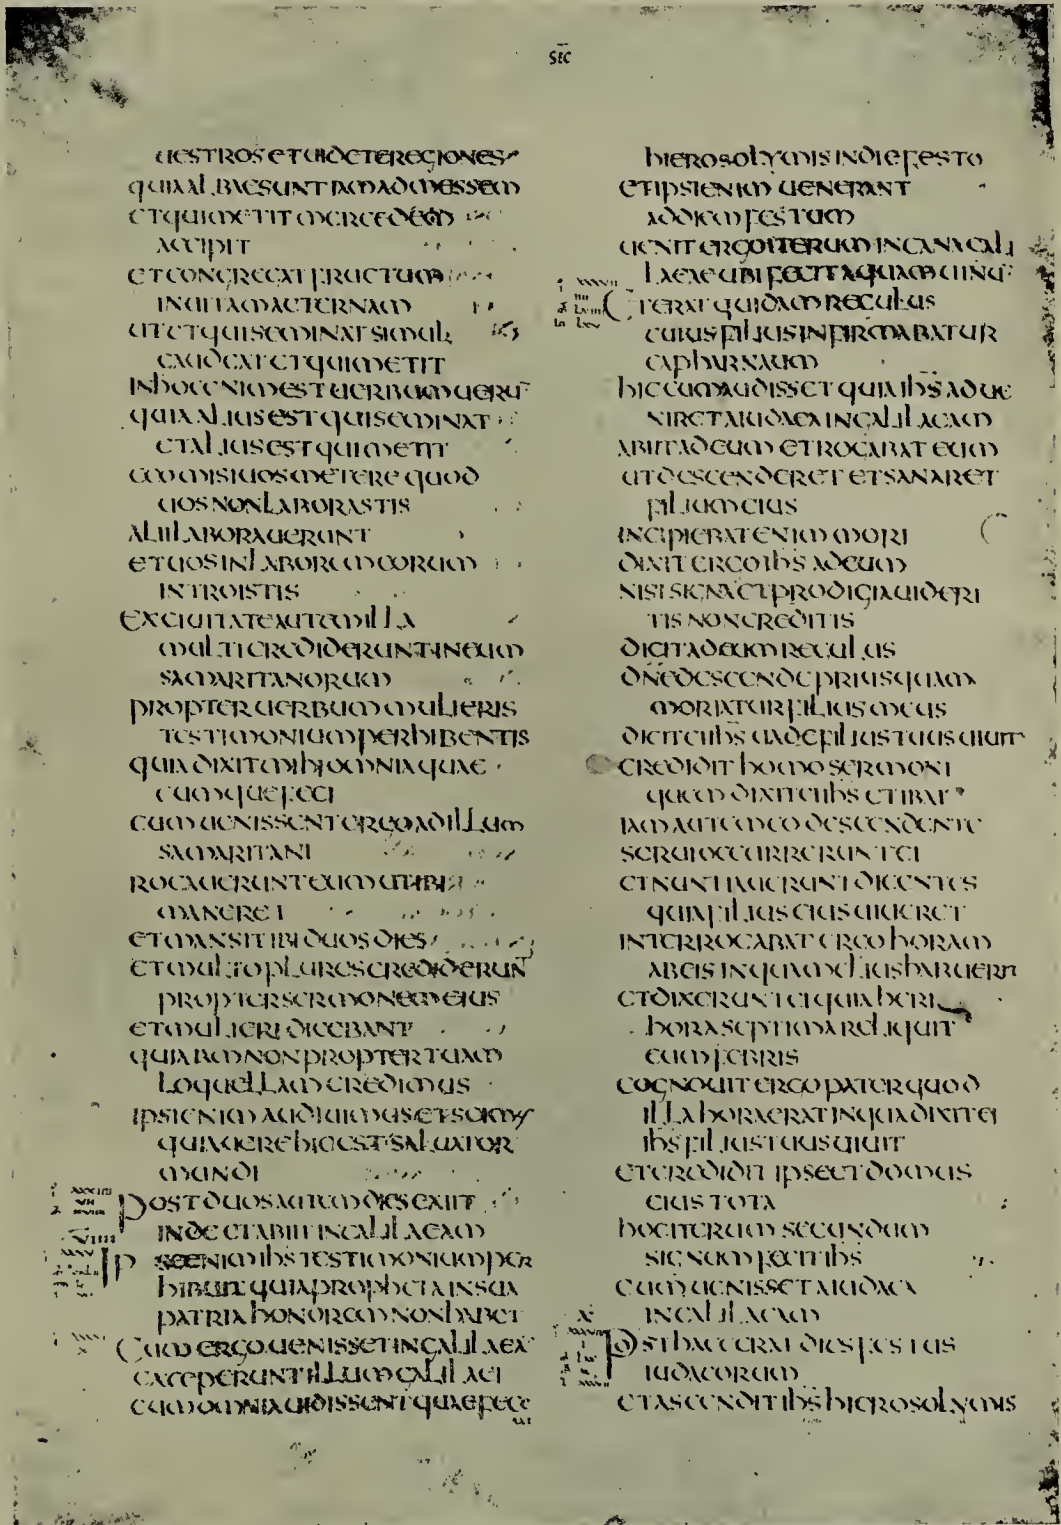 SEC
UESTROS ET UIDETE REGIONES
QUIA ALBAE SUNT IAM AD MESSEM
ET QUI METIT MERCEDEM
ACCIPIT
ET CONGREGAT FRUCTUM
IN UITAM AETERNAM
UT ET QUI SEMINAT SIMUL
GAUDEAT ET QUI METIT
IN HOC ENIM EST UERBUM UERU̅
QUIA ALIUS EST QUI SEMINAT
ET ALIUS EST QUI METIT
EGO MISI UOS METERE QUOD
UOS NON LABORASTIS
ALII LABORAUERUNT
ET UOS IN LABOREM EORUM
INTROISTIS
EX CIUITATE AUTEM ILLA
MULTI CREDIDERUNT IN EUM
SAMARITANORUM
PROPTER UERBUM MULIERIS
TESTIMONIUM PERHIBENTIS
QUIA DIXIT MIHI OMNIA QUAE
CUMQUE FECI
CUM UENISSENT ERGO AD ILLUM
SAMARITANI
ROGAUERUNT EUM UT IBI
MANERET
ET MANSIT IBI DUOS DIES
ET MULTO PLURES CREDIDERUNT
PROPTER SERMONEM EIUS
ET MULIERI DICEBANT
QUIA IAM NON PROPTER TUAM
LOQUELLAM CREDIMUS
IPSI ENIM AUDIUIMUS ET SCIMUS
QUIA UERE HIC EST SALUATOR
MUNDI
POST DUOS AUTEM DIES EXIIT
INDE ET ABIIT IN GALILAEAM
IPSE ENIM IHS TESTIMONIUM PER
HIBUIT QUIA PROPHETA IN SUA
PATRIA HONOREM NON HABET
CUM ERGO UENISSET IN GALILAEA̅
EXCEPERUNT ILLUM GALILAEI
CUM OMNIA UIDISSENT QUAE FECE
RAT
HIEROSOLYMIS IN DIE FESTO
ET IPSI ENIM UENERANT
AD DIEM FESTUM
UENIT ERGO ITERUM IN CANA GALI
LAEAE UBI FECIT AQUAM UINU̅
ET ERAT QUIDAM REGULUS
CUIUS FILIUS INFIRMABATUR
CAPHARNAUM
HIC CUM AUDISSET QUIA IHS ADUE
NIRET A IUDAEA IN GALILAEAM
ABIIT AD EUM ET ROGABAT EUM
UT DESCENDERET ET SANARET
FILIUM EIUS
INCIPIEBAT ENIM MORI
DIXIT ERGO IHS AD EUM
NISI SIGNA ET PRODIGIA UIDERI
TIS NON CREDITIS
DICIT AD EUM REGULUS
DNE DESCENDE PRIUSQUAM
MORIATUR FILIUS MEUS
DICIT EI IHS UADE FILIUS TUUS UIUIT
CREDIDIT HOMO SERMONI
QUEM DIXIT EI IHS ET IBAT
IAM AUTEM EO DESCENDENTE
SERUI OCCURRERUNT EI
ET NUNTIAUERUNT DICENTES
QUIA FILIUS EIUS UIUERET
INTERROGABAT ERGO HORAM
AB EIS IN QUA MELIUS HABUERIT
ET DIXERUNT EI QUIA HERI
HORA SEPTIMA RELIQUIT
EUM FEBRIS
COGNOUIT ERGO PATER QUOD
ILLA HORA ERAT IN QUA DIXIT EI
IHS FILIUS TUUS UIUIT
ET CREDIDIT IPSE ET DOMUS
EIUS TOTA
HOC ITERUM SECUNDUM
SIGNUM FECIT IHS
CUM UENISSET A IUDAEA
IN GALILAEAM
POST HAEC ERAT DIES FESTUS
IUDAEORUM
ET ASCENDIT IHS HIEROSOLYMIS